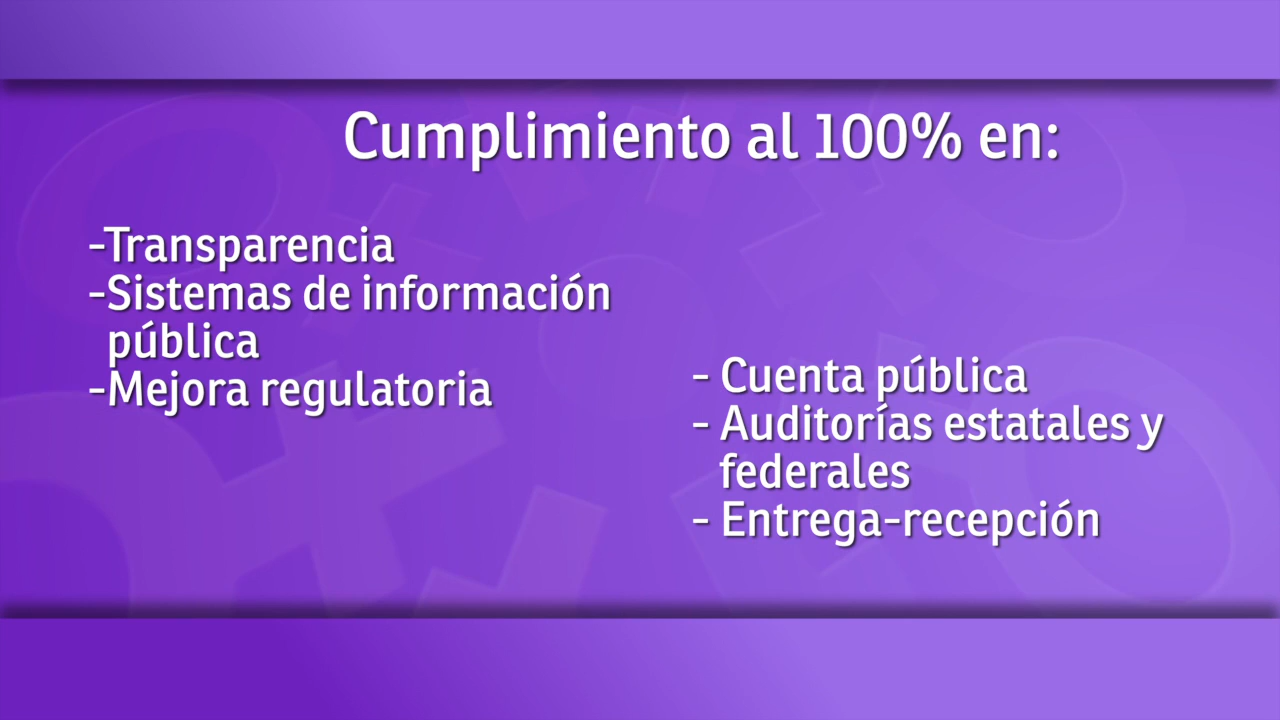 Cumplimiento al 100% en:
-Transparencia
-Sistemas de información
pública
-Mejora regulatoria
- Cuenta pública
- Auditorías estatales y
federales
- Entrega-recepción